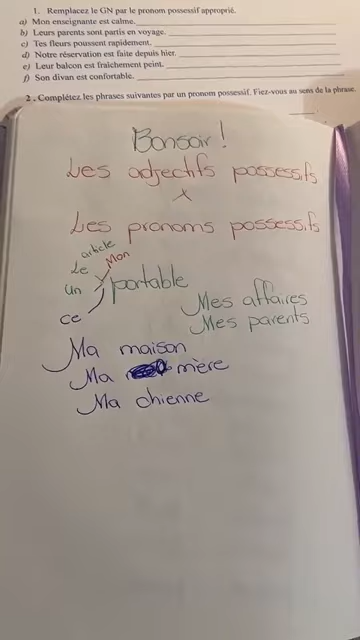 1. Remplacez le GN par le pronom possessif approprié.
a) Mon enseignante est calme.
b) Leurs parents sont partis en voyage.
c) Tes fleurs poussent rapidement.
d) Notre réservation est faite depuis hier.
e) Leur balcon est fraîchement peint.
f) Son divan est confortable.
2. Complétez les phrases suivantes par un pronom possessif. Fiez-vous au sens de la phrase.
Bonsoir!
Les adjectifs possessifs
x
Les pronoms possessifs
article
Le Mon
Un portable
ce
Mes affaires
Mes parents
Ma maison
Ma mère
Ma chienne